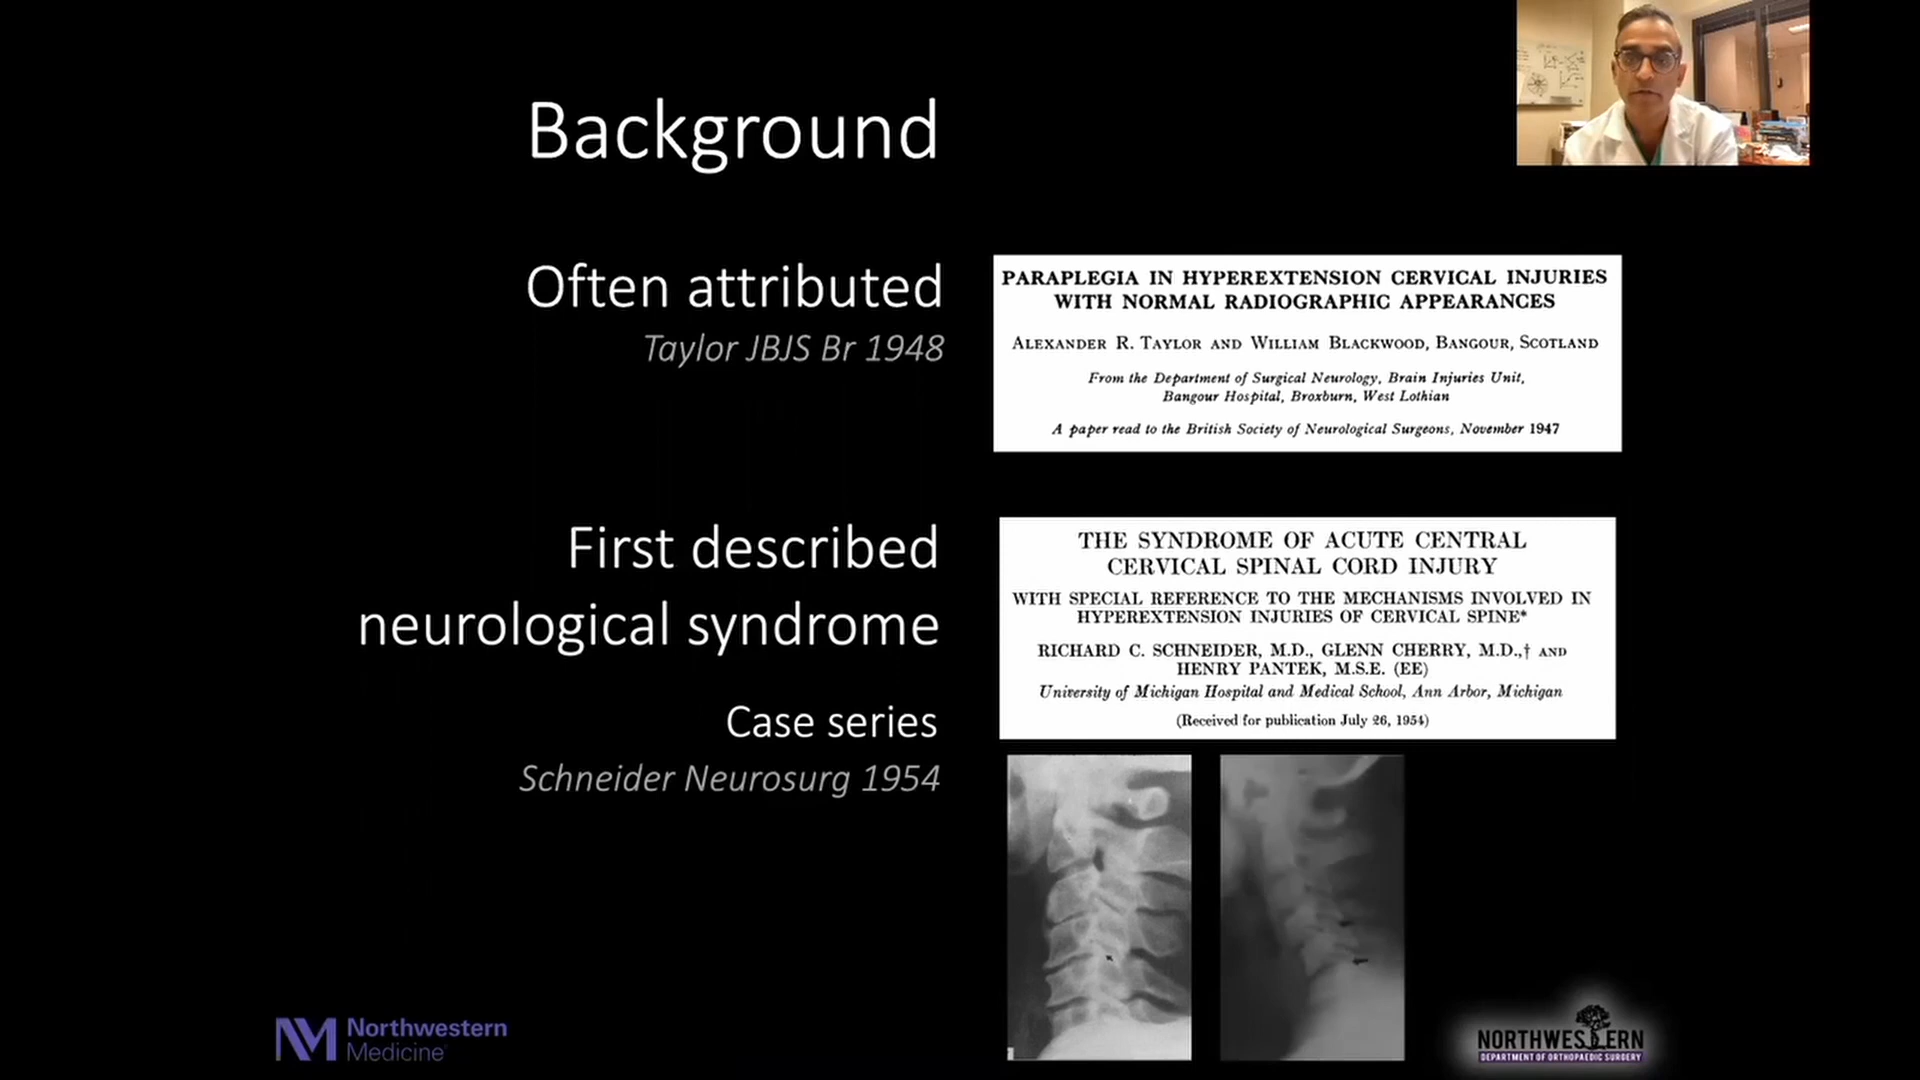 Background
Often attributed
Taylor JBJS Br 1948
PARAPLEGIA IN HYPEREXTENSION CERVICAL INJURIES
WITH NORMAL RADIOGRAPHIC APPEARANCES
ALEXANDER R. TAYLOR AND WILLIAM BLACKWOOD, BANGOUR, SCOTLAND
From the Department of Surgical Neurology, Brain Injuries Unit,
Bangour Hospital, Broxburn, West Lothian
A paper read to the British Society of Neurological Surgeons, November 1947
First described
neurological syndrome
Case series
Schneider Neurosurg 1954
THE SYNDROME OF ACUTE CENTRAL
CERVICAL SPINAL CORD INJURY
WITH SPECIAL REFERENCE TO THE MECHANISMS INVOLVED IN
HYPEREXTENSION INJURIES OF CERVICAL SPINE*
RICHARD C. SCHNEIDER, M.D., GLENN CHERRY, M.D.,† AND
HENRY PANTEK, M.S.E. (EE)
University of Michigan Hospital and Medical School, Ann Arbor, Michigan
(Received for publication July 26, 1954)
NM Northwestern
Medicine
NORTHWESTERN
DEPARTMENT OF ORTHOPAEDIC SURGERY